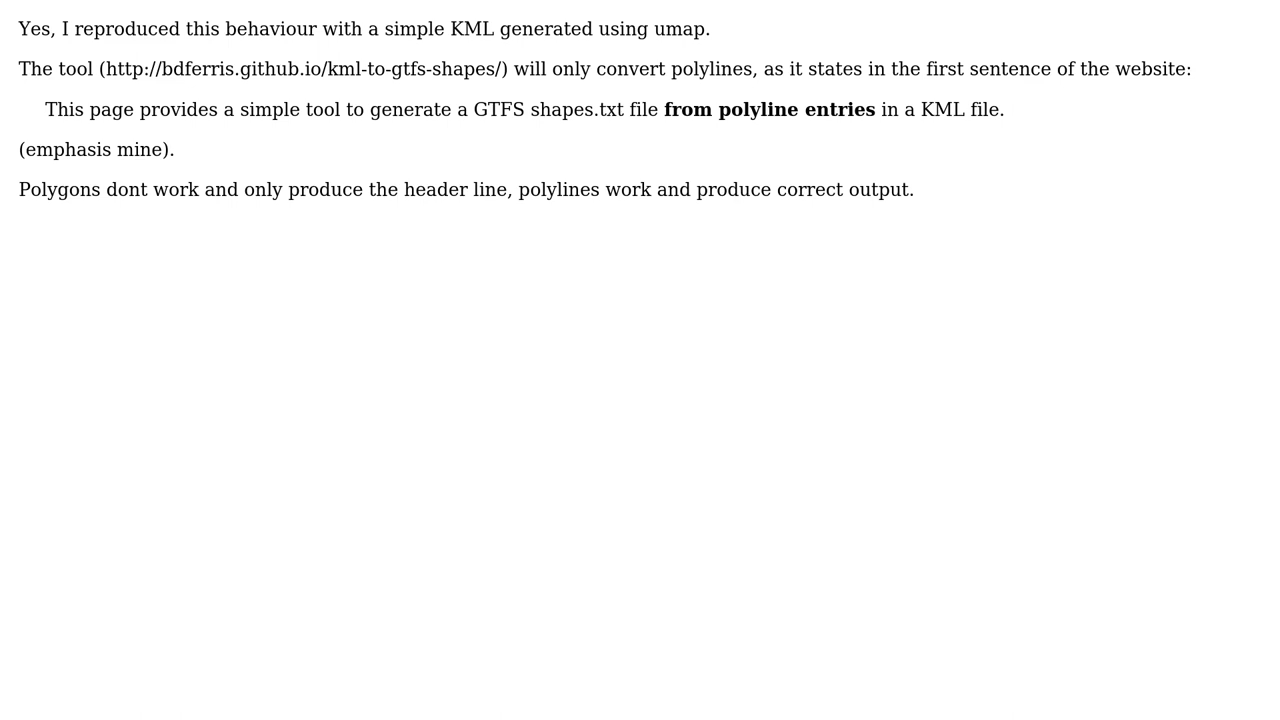 Yes, I reproduced this behaviour with a simple KML generated using umap.
The tool (http://bdferris.github.io/kml-to-gtfs-shapes/) will only convert polylines, as it states in the first sentence of the website:
This page provides a simple tool to generate a GTFS shapes.txt file from polyline entries in a KML file.
(emphasis mine).
Polygons dont work and only produce the header line, polylines work and produce correct output.